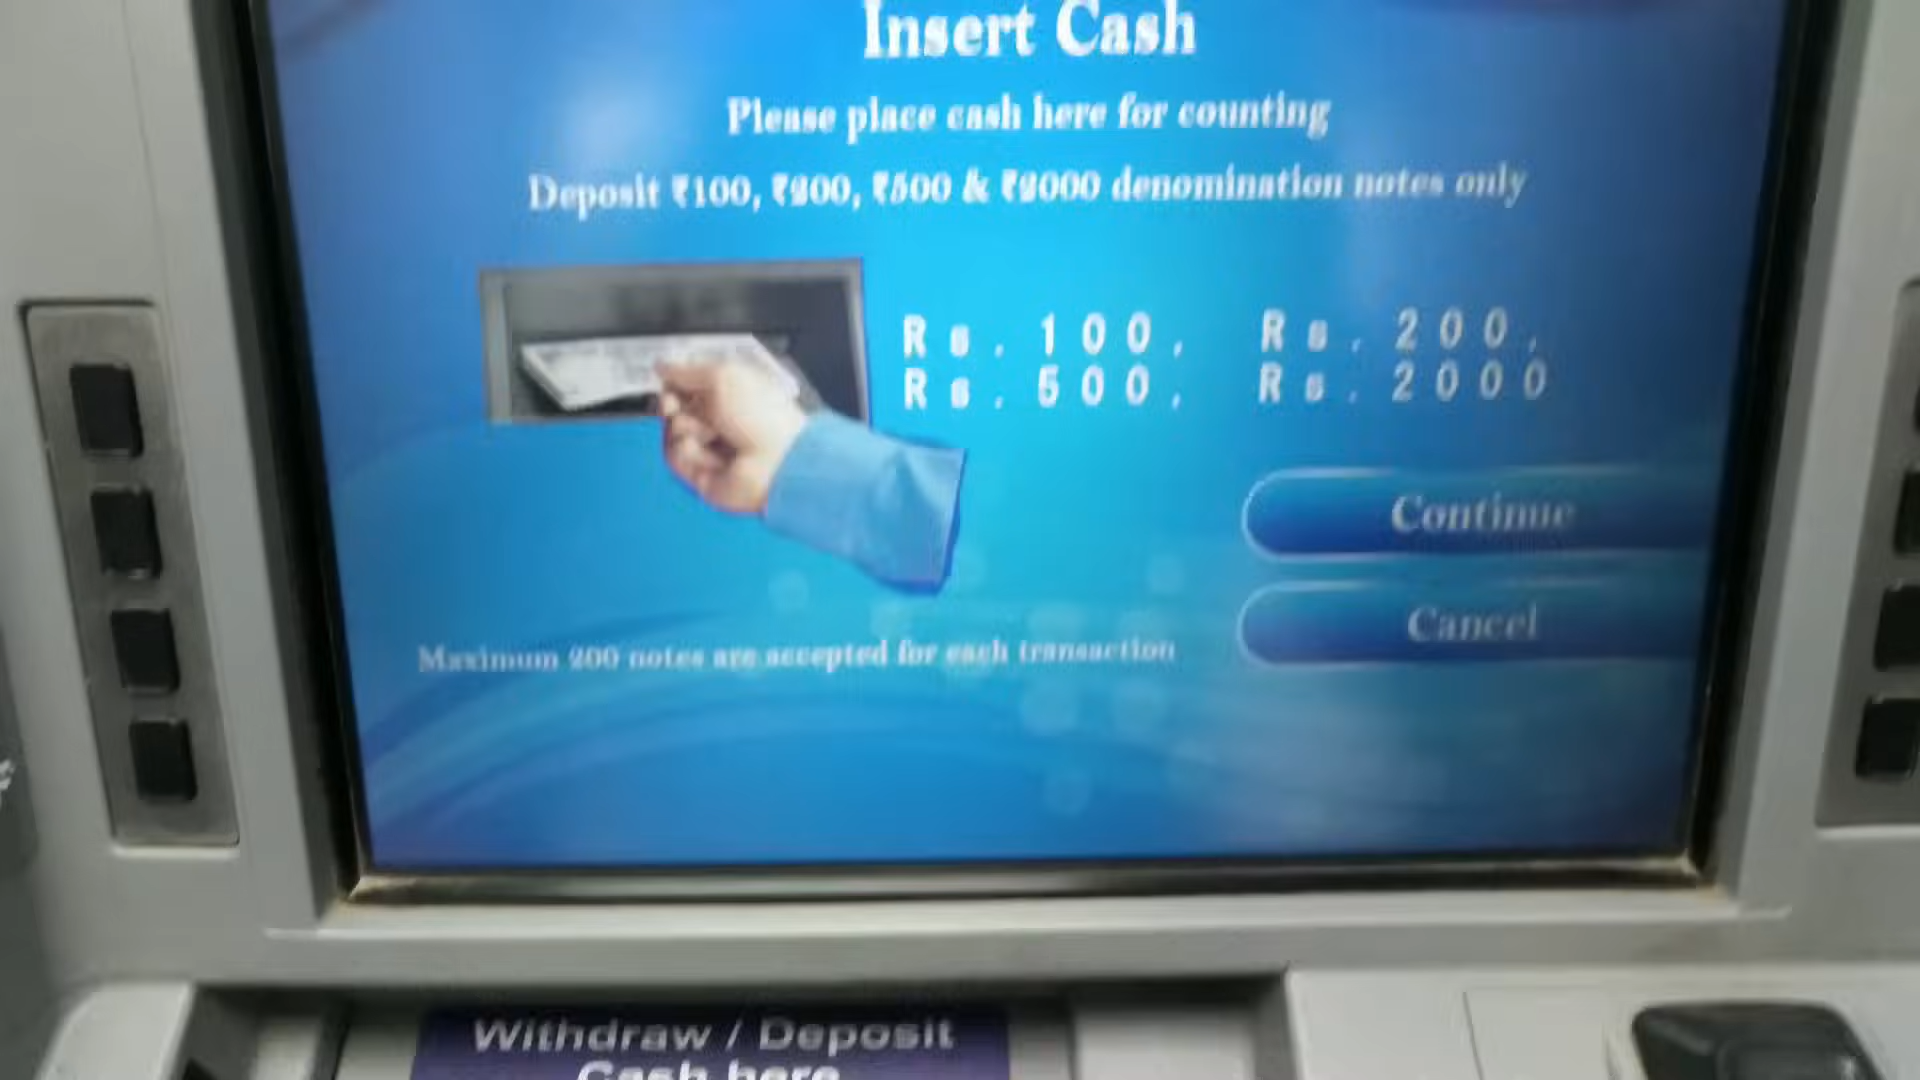 Insert Cash
Please place cash here for counting
Deposit ₹100, ₹200, ₹500 & ₹2000 denomination notes only
Rs.100, Rs.200,
Rs.500, Rs.2000
Continue
Cancel
Maximum 200 notes are accepted for each transaction
Withdraw / Deposit
Cash here